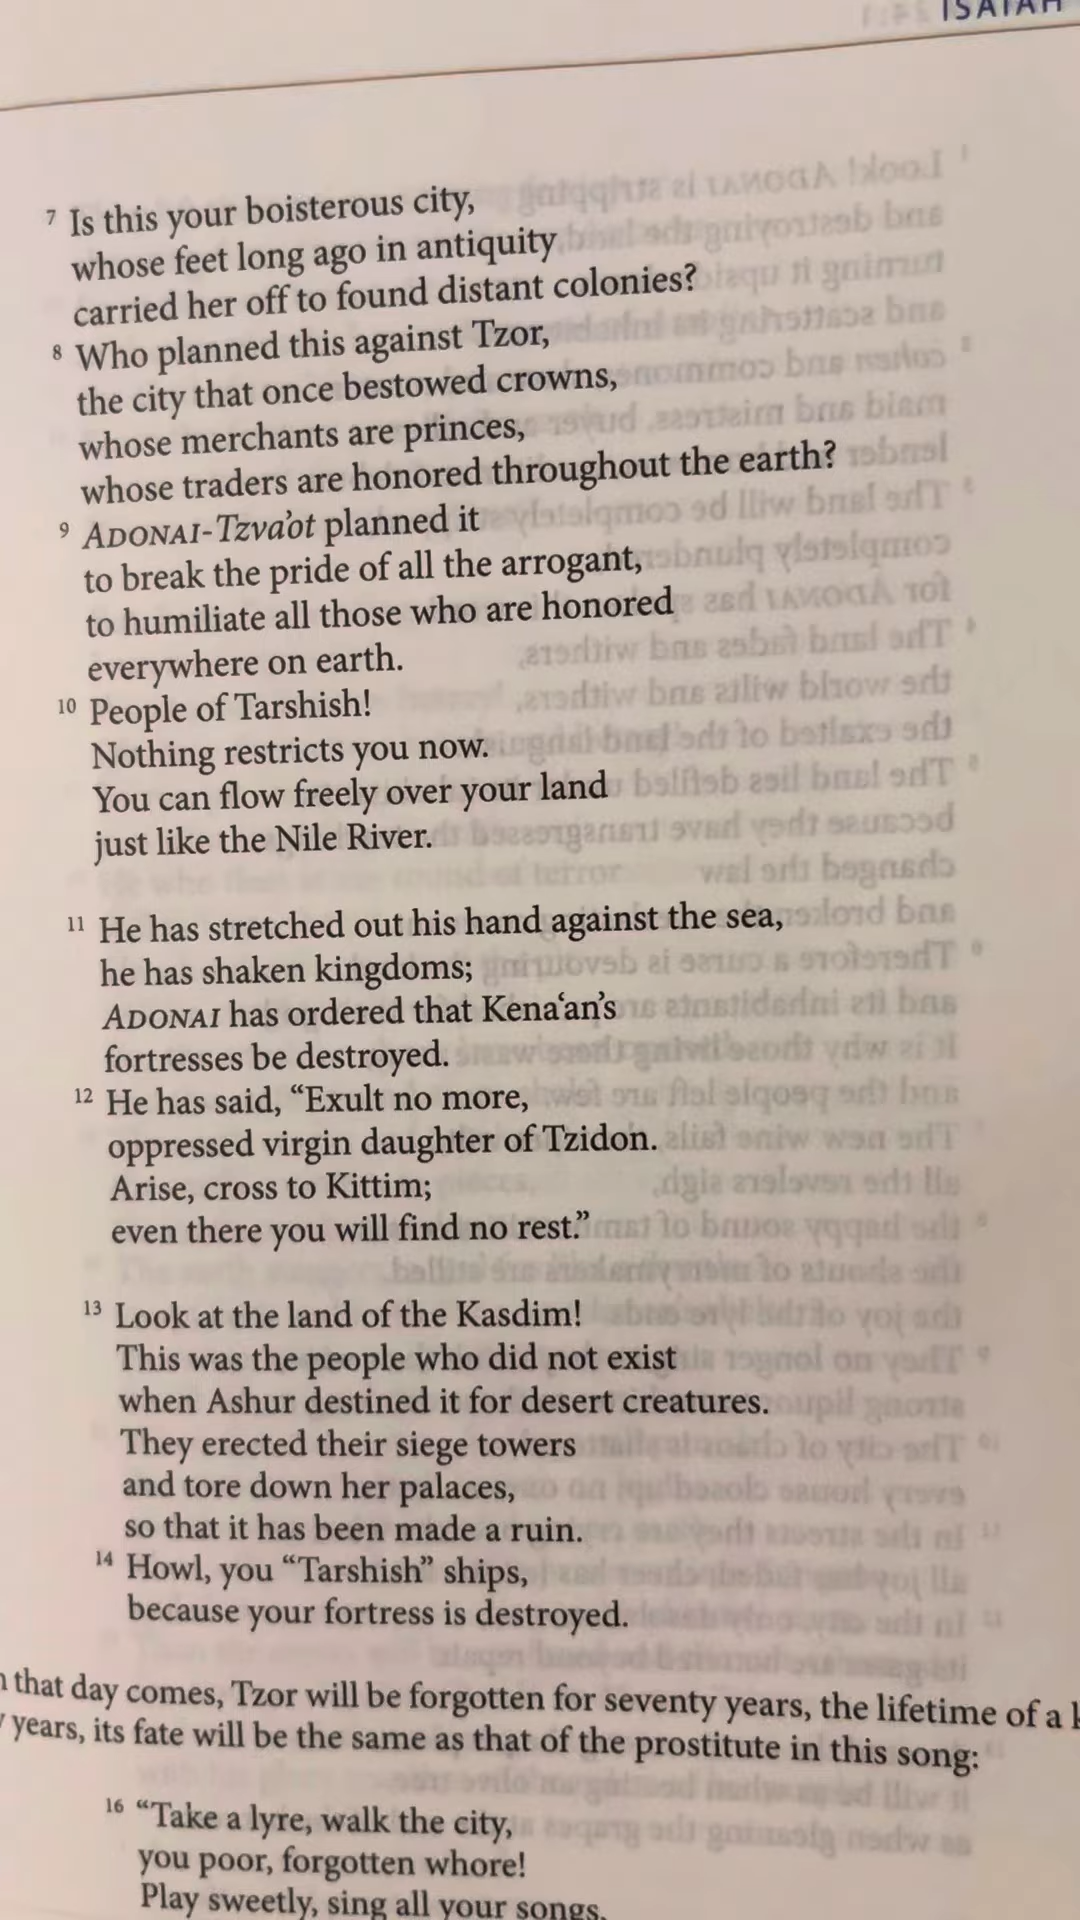 ISAIAH
7 Is this your boisterous city,
whose feet long ago in antiquity
carried her off to found distant colonies?
8 Who planned this against Tzor,
the city that once bestowed crowns,
whose merchants are princes,
whose traders are honored throughout the earth?
9 ADONAI-Tzva’ot planned it
to break the pride of all the arrogant,
to humiliate all those who are honored
everywhere on earth.
10 People of Tarshish!
Nothing restricts you now.
You can flow freely over your land
just like the Nile River.
11 He has stretched out his hand against the sea,
he has shaken kingdoms;
ADONAI has ordered that Kena‘an’s
fortresses be destroyed.
12 He has said, “Exult no more,
oppressed virgin daughter of Tzidon.
Arise, cross to Kittim;
even there you will find no rest.”
13 Look at the land of the Kasdim!
This was the people who did not exist
when Ashur destined it for desert creatures.
They erected their siege towers
and tore down her palaces,
so that it has been made a ruin.
14 Howl, you “Tarshish” ships,
because your fortress is destroyed.
that day comes, Tzor will be forgotten for seventy years, the lifetime of a
years, its fate will be the same as that of the prostitute in this song:
16 “Take a lyre, walk the city,
you poor, forgotten whore!
Play sweetly, sing all your songs,